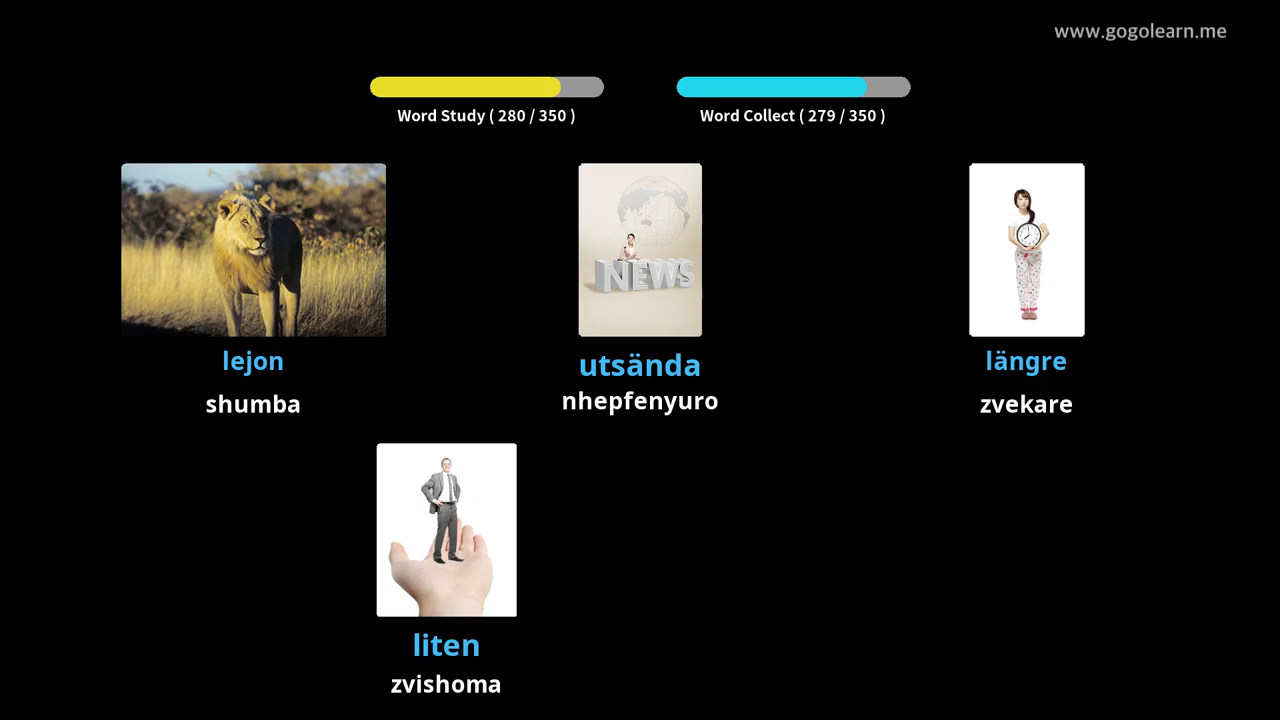 www.gogolearn.me
Word Study ( 280 / 350 )
Word Collect ( 279 / 350 )
NEWS
lejon
utsända
längre
shumba
nhepfenyuro
zvekare
liten
zvishoma